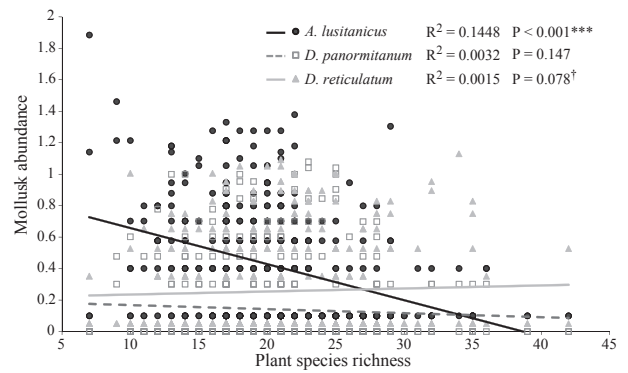 A. lusitanicus R² = 0.1448 P < 0.001***
D. panormitanum R² = 0.0032 P = 0.147
D. reticulatum R² = 0.0015 P = 0.078†
Mollusk abundance
2
1.8
1.6
1.4
1.2
1
0.8
0.6
0.4
0.2
0
5 10 15 20 25 30 35 40 45
Plant species richness